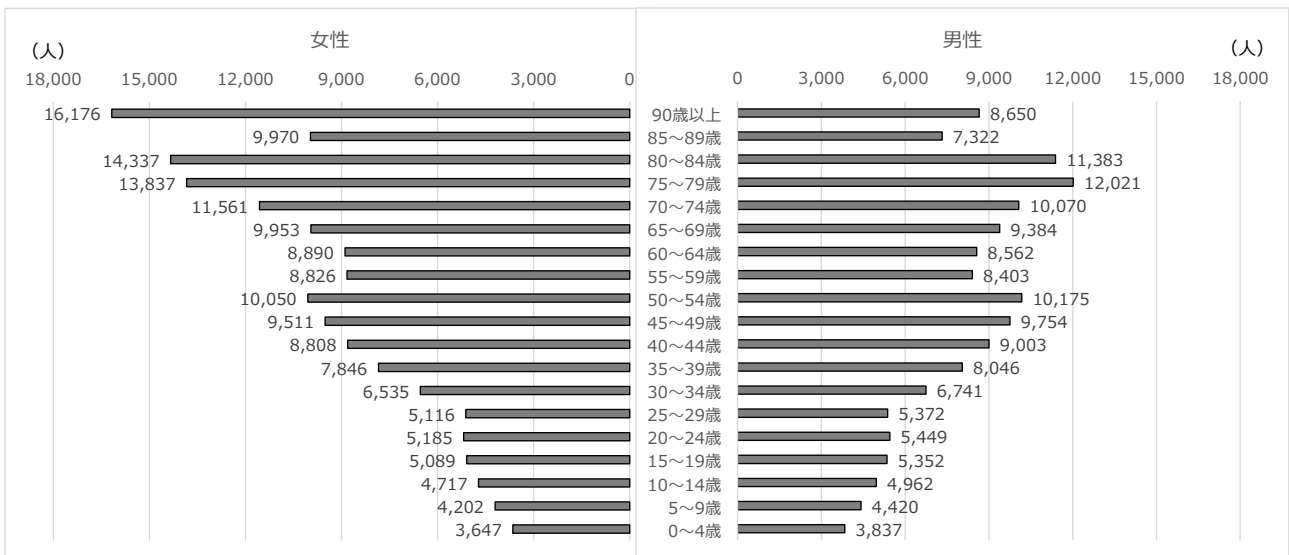 女性
男性
（人）
（人）
18,000 15,000 12,000 9,000 6,000 3,000 0
0 3,000 6,000 9,000 12,000 15,000 18,000
16,176 90歳以上 8,650
9,970 85～89歳 7,322
14,337 80～84歳 11,383
13,837 75～79歳 12,021
11,561 70～74歳 10,070
9,953 65～69歳 9,384
8,890 60～64歳 8,562
8,826 55～59歳 8,403
10,050 50～54歳 10,175
9,511 45～49歳 9,754
8,808 40～44歳 9,003
7,846 35～39歳 8,046
6,535 30～34歳 6,741
5,116 25～29歳 5,372
5,185 20～24歳 5,449
5,089 15～19歳 5,352
4,717 10～14歳 4,962
4,202 5～9歳 4,420
3,647 0～4歳 3,837